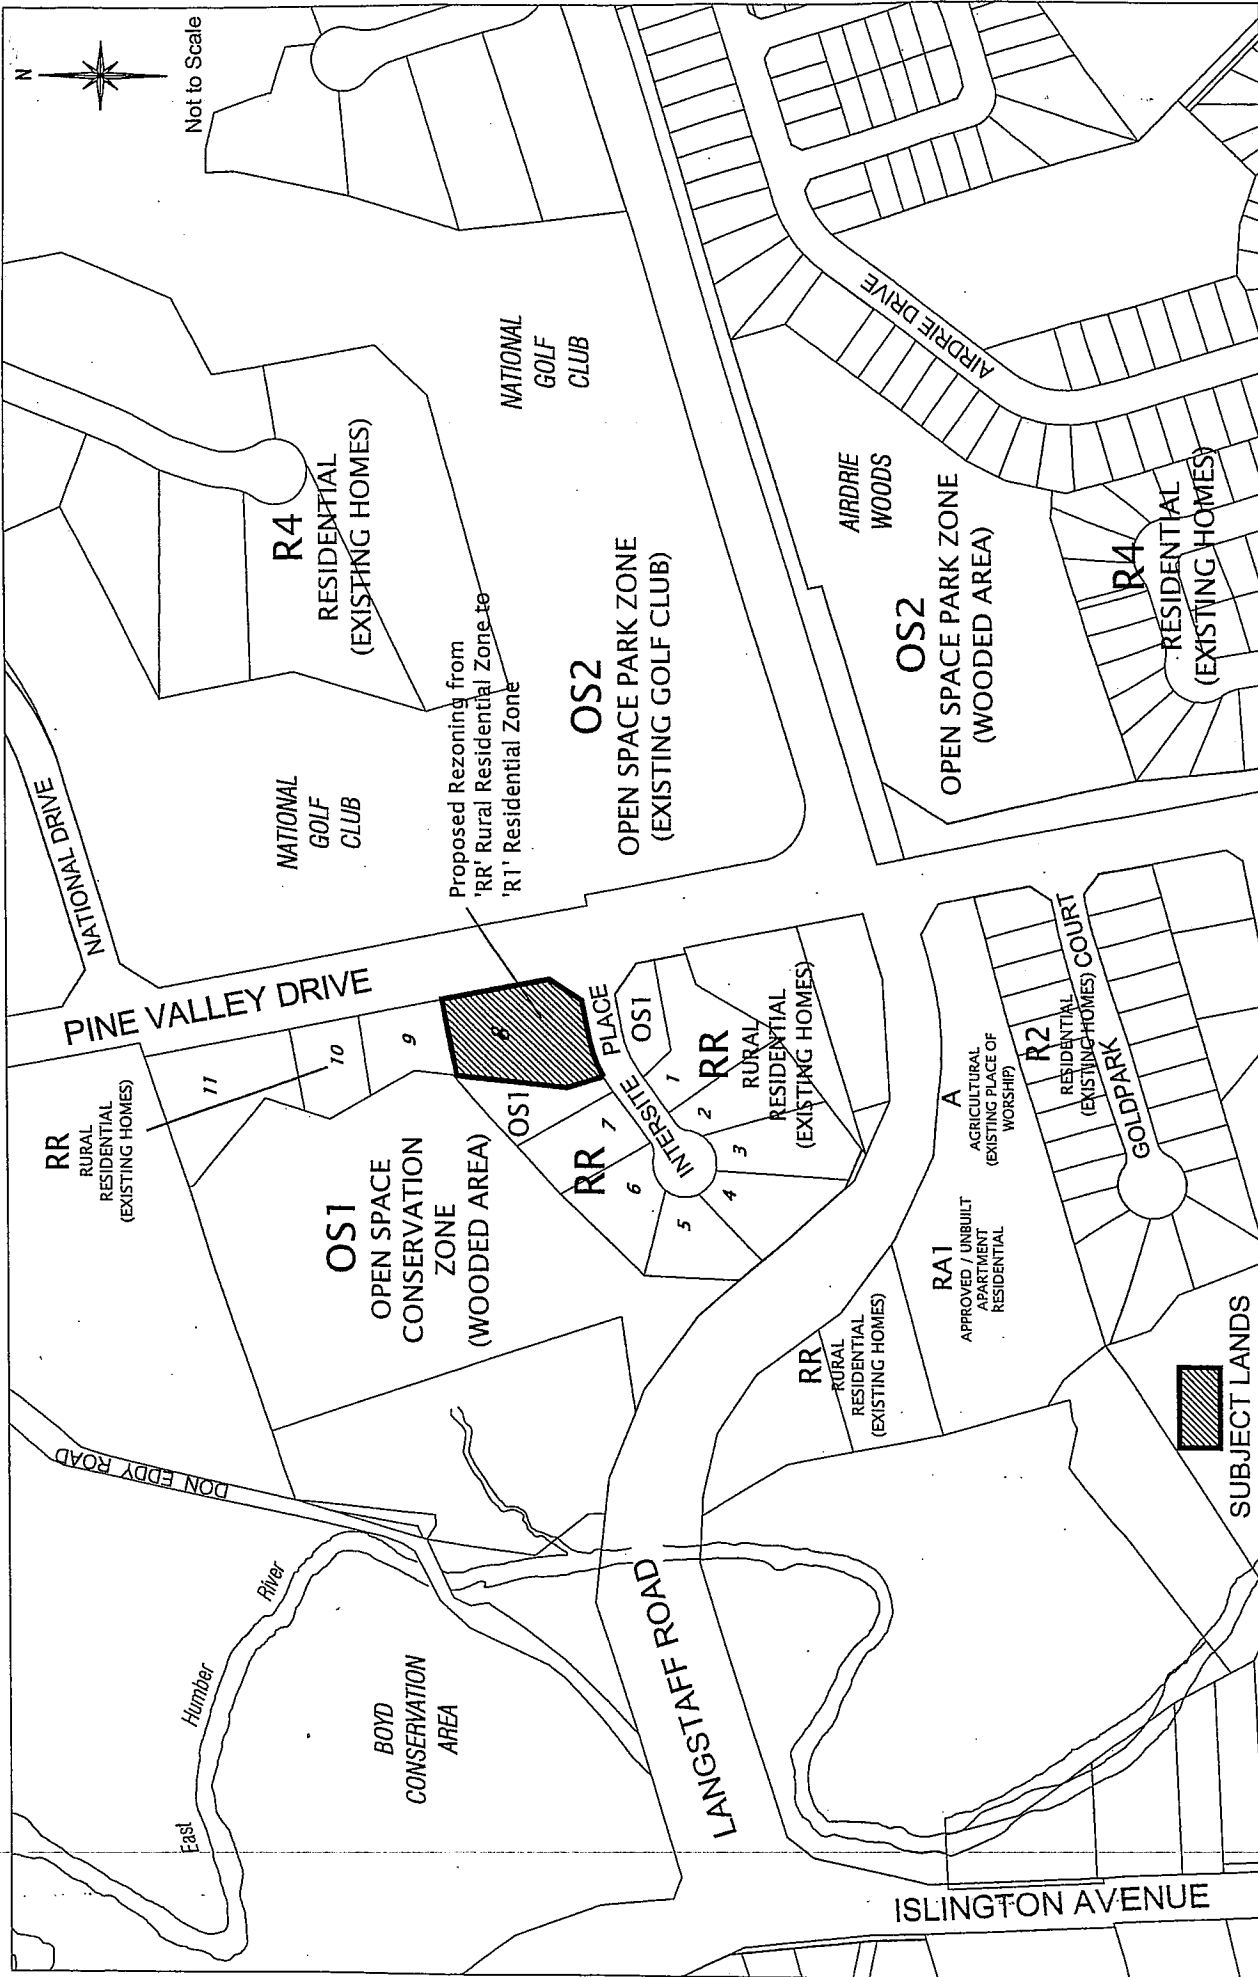 N
Not to Scale
NATIONAL DRIVE
PINE VALLEY DRIVE
DON EDDY ROAD
East
Humber
River
BOYD
CONSERVATION
AREA
RR
RURAL
RESIDENTIAL
(EXISTING HOMES)
11
10
9
8
OS1
OPEN SPACE
CONSERVATION
ZONE
(WOODED AREA)
NATIONAL
GOLF
CLUB
R4
RESIDENTIAL
(EXISTING HOMES)
Proposed Rezoning from
'RR' Rural Residential Zone to
'R1' Residential Zone
NATIONAL
GOLF
CLUB
OS2
OPEN SPACE PARK ZONE
(EXISTING GOLF CLUB)
OS1
RR
7
6
5
4
3
2
1
INTERSITE PLACE
OS1
RR
RURAL
RESIDENTIAL
(EXISTING HOMES)
LANGSTAFF ROAD
ISLINGTON AVENUE
RR
RURAL
RESIDENTIAL
(EXISTING HOMES)
RA1
APPROVED / UNBUILT
APARTMENT
RESIDENTIAL
A
AGRICULTURAL
(EXISTING PLACE OF
WORSHIP)
R2
RESIDENTIAL
(EXISTING HOMES)
GOLDPARK COURT
AIRDRIE
WOODS
OS2
OPEN SPACE PARK ZONE
(WOODED AREA)
AIRDRIE DRIVE
R4
RESIDENTIAL
(EXISTING HOMES)
SUBJECT LANDS